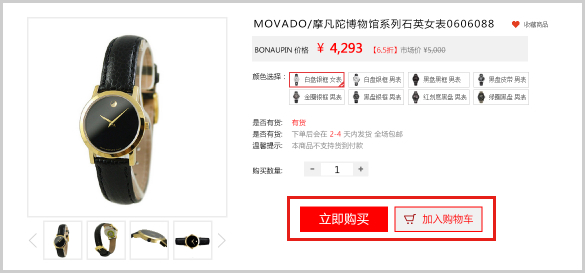 MOVADO/摩凡陀博物馆系列石英女表0606088
收藏商品
BONAUPIN 价格 ¥ 4,293 【6.5折】市场价 ¥5,000
颜色选择：
白盘银框 女表 白盘银框 男表 黑盘黑框 男表 黑盘皮带 男表
金圈银框 男表 黑盘银框 男表 红刻度黑盘 男表 绿圈黑盘 男表
是否有货: 有货
是否有货: 下单后会在 2-4 天内发货 全场包邮
温馨提示: 本商品不支持货到付款
购买数量: - 1 +
立即购买 加入购物车